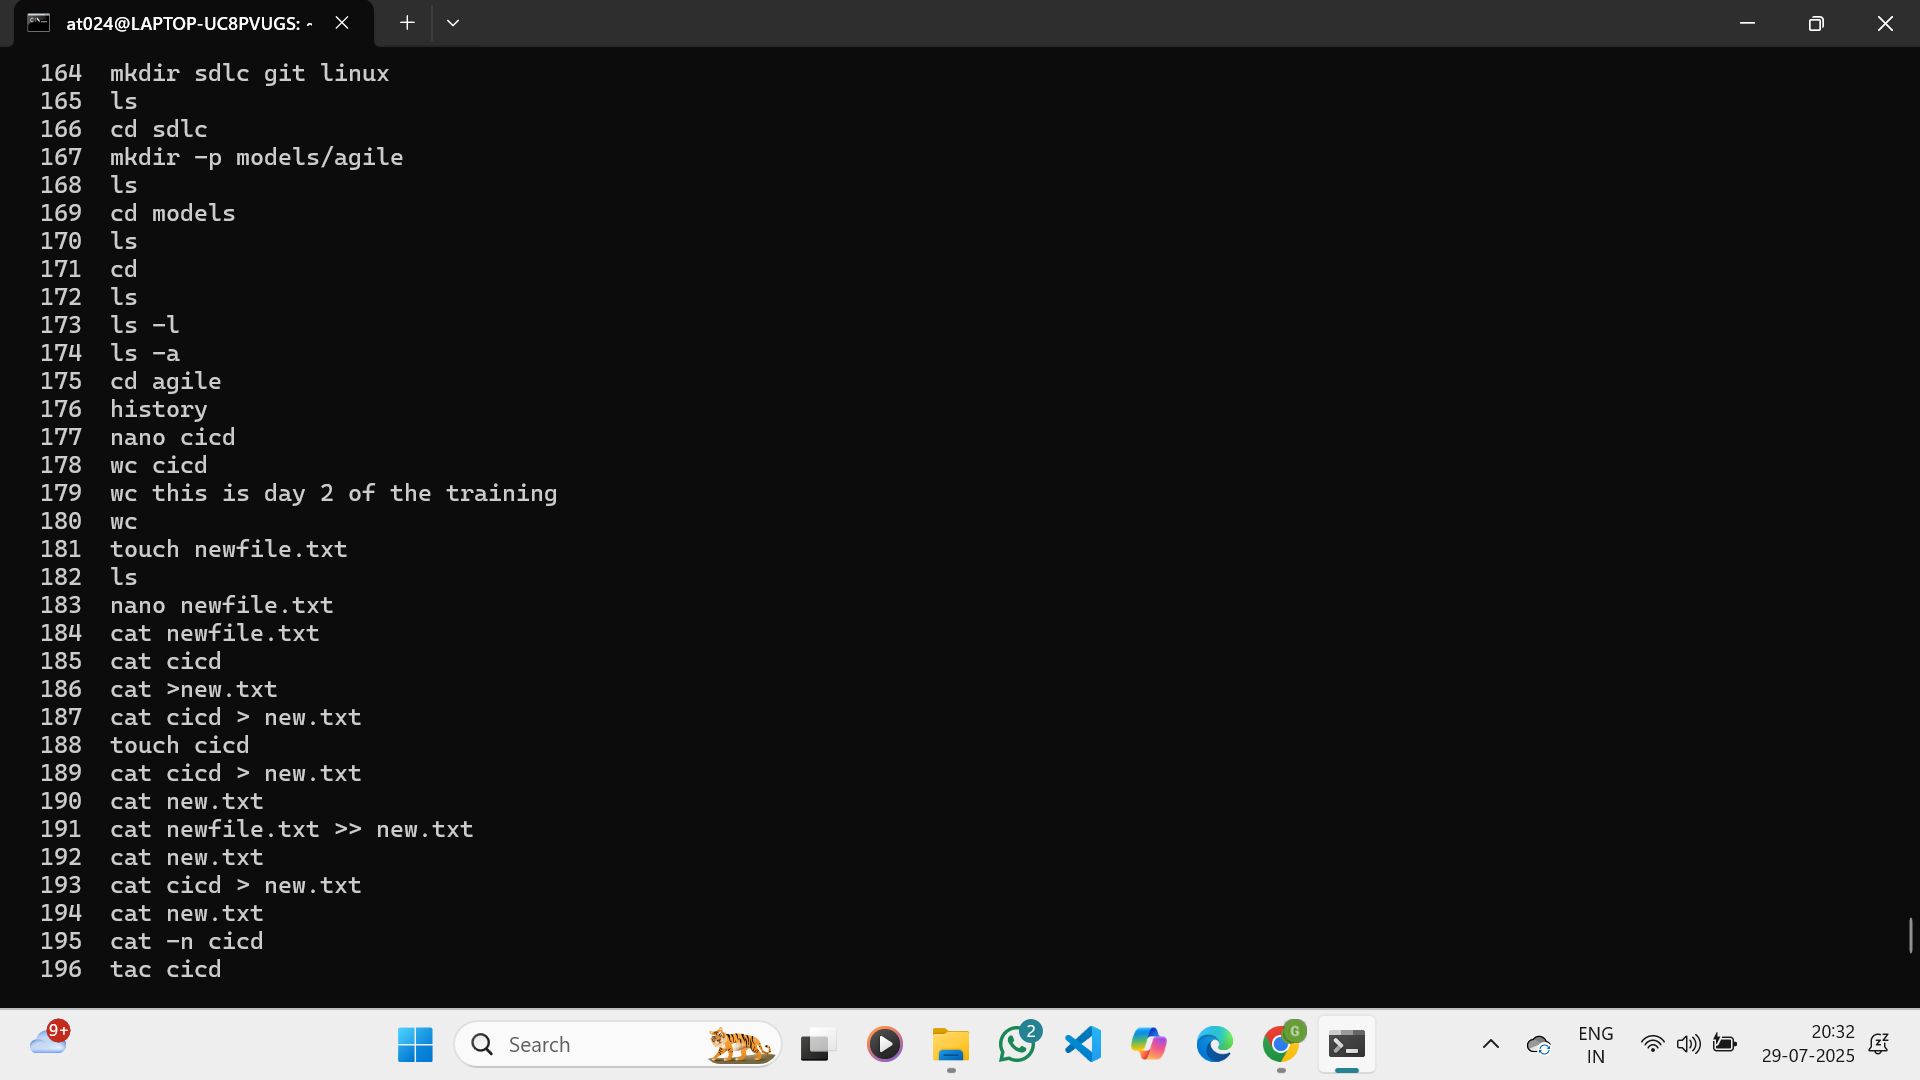 at024@LAPTOP-UC8PVUGS: ~
164 mkdir sdlc git linux
165 ls
166 cd sdlc
167 mkdir -p models/agile
168 ls
169 cd models
170 ls
171 cd
172 ls
173 ls -l
174 ls -a
175 cd agile
176 history
177 nano cicd
178 wc cicd
179 wc this is day 2 of the training
180 wc
181 touch newfile.txt
182 ls
183 nano newfile.txt
184 cat newfile.txt
185 cat cicd
186 cat >new.txt
187 cat cicd > new.txt
188 touch cicd
189 cat cicd > new.txt
190 cat new.txt
191 cat newfile.txt >> new.txt
192 cat new.txt
193 cat cicd > new.txt
194 cat new.txt
195 cat -n cicd
196 tac cicd
9+
Search
2
G
ENG
IN
20:32
29-07-2025